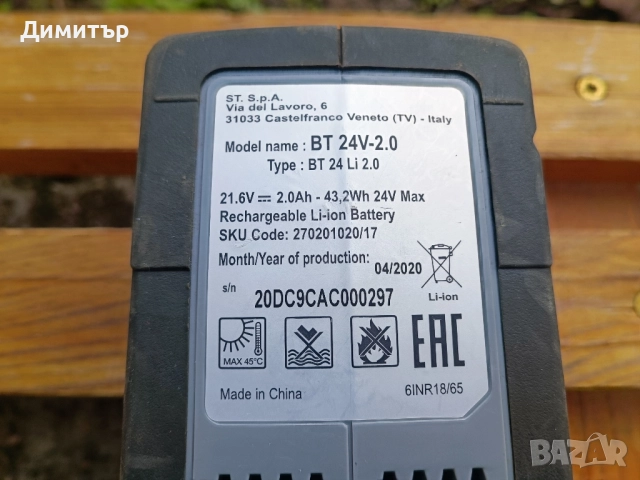 Димитър
ST. S.p.A.
Via del Lavoro, 6
31033 Castelfranco Veneto (TV) - Italy
Model name : BT 24V-2.0
Type : BT 24 Li 2.0
21.6V ⎓ 2.0Ah - 43,2Wh 24V Max
Rechargeable Li-ion Battery
SKU Code: 270201020/17
Month/Year of production: 04/2020
s/n 20DC9CAC000297
Li-ion
MAX 45°C
EAC
Made in China
6INR18/65
BAZAR